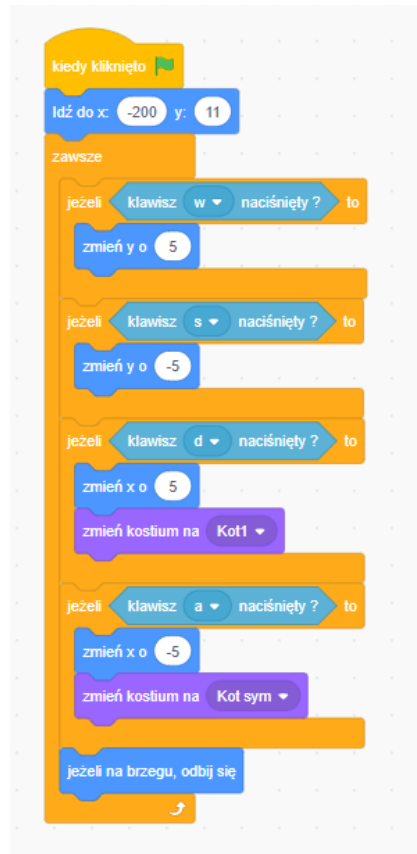 kiedy kliknięto
Idź do x: -200 y: 11
zawsze
jeżeli klawisz w naciśnięty ? to
zmień y o 5
jeżeli klawisz s naciśnięty ? to
zmień y o -5
jeżeli klawisz d naciśnięty ? to
zmień x o 5
zmień kostium na Kot1
jeżeli klawisz a naciśnięty ? to
zmień x o -5
zmień kostium na Kot sym
jeżeli na brzegu, odbij się